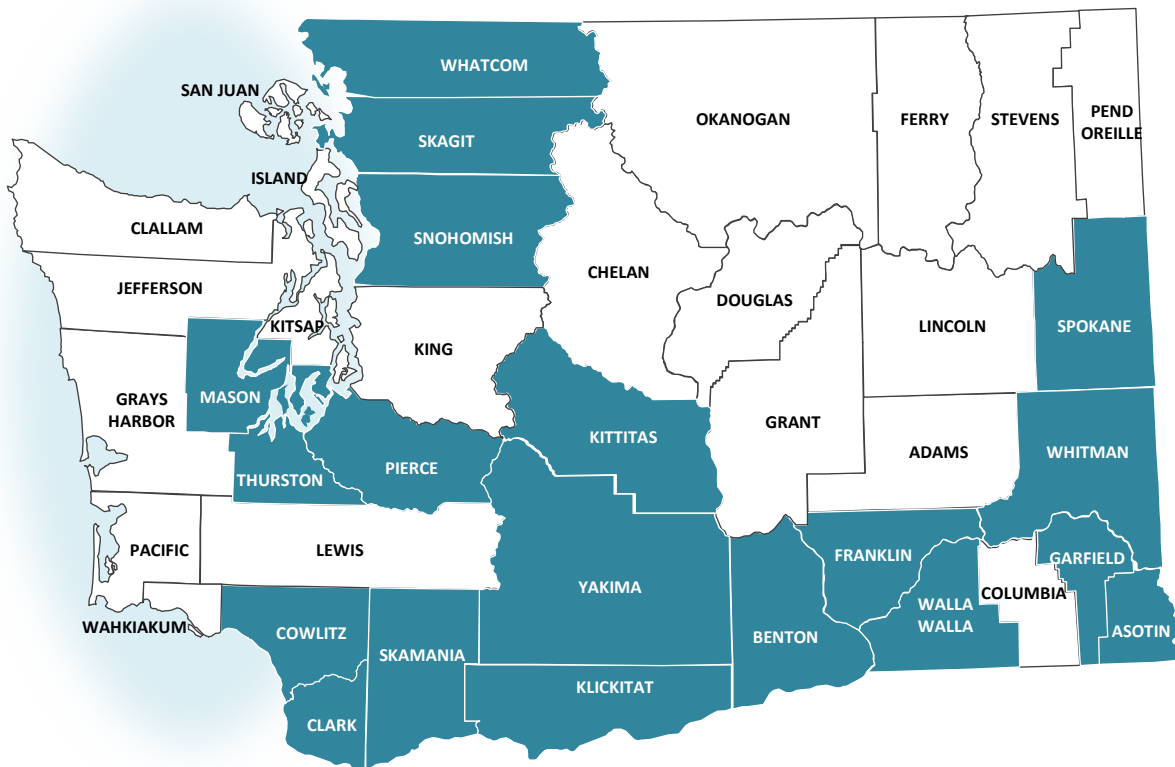 WHATCOM
SAN JUAN
SKAGIT
OKANOGAN
FERRY
STEVENS
PEND
OREILLE
ISLAND
CLALLAM
SNOHOMISH
CHELAN
JEFFERSON
DOUGLAS
KITSAP
KING
LINCOLN
SPOKANE
MASON
GRAYS
HARBOR
KITTITAS
GRANT
ADAMS
WHITMAN
PIERCE
THURSTON
PACIFIC
LEWIS
FRANKLIN
GARFIELD
YAKIMA
COLUMBIA
WALLA
WALLA
WAHKIAKUM
COWLITZ
BENTON
ASOTIN
SKAMANIA
KLICKITAT
CLARK